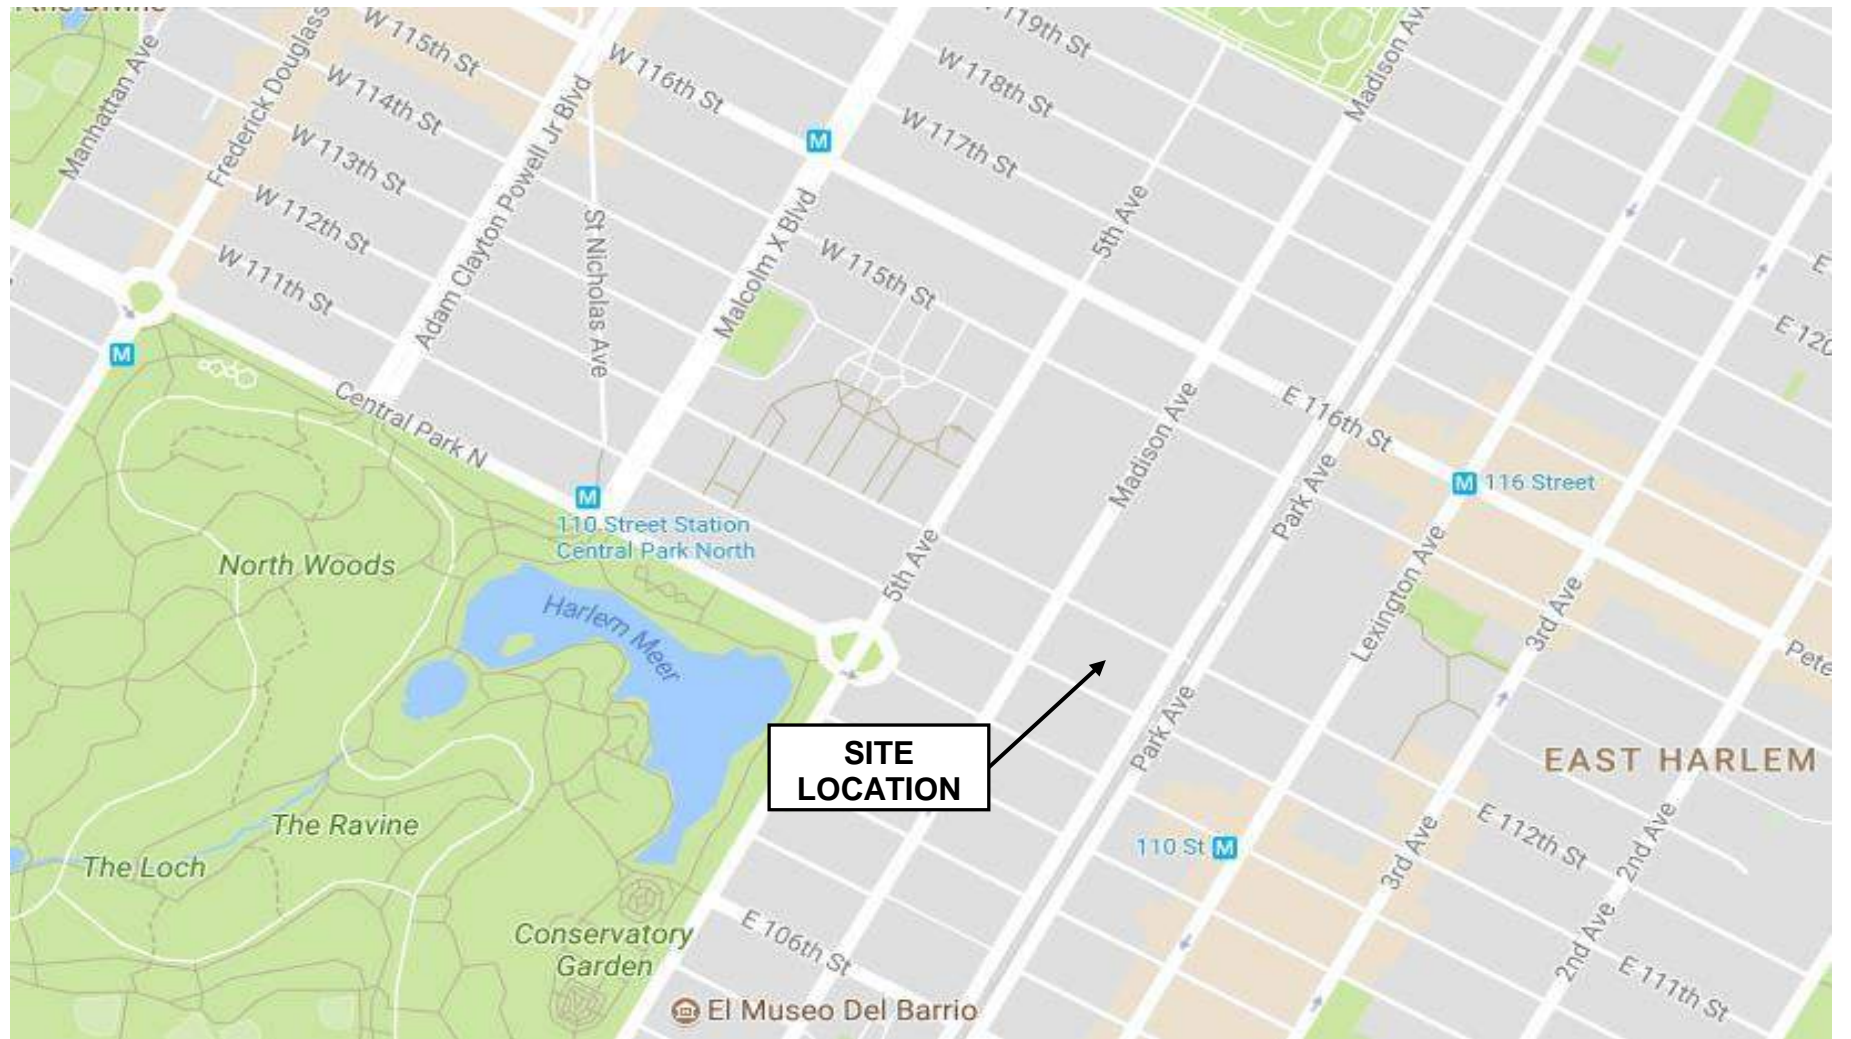 Manhattan Ave
Frederick Douglass
W 115th St
W 114th St
W 113th St
W 112th St
W 111th St
Adam Clayton Powell Jr Blvd
St Nicholas Ave
W 116th St
M
Malcolm X Blvd
W 115th St
119th St
W 118th St
W 117th St
5th Ave
Madison Ave
M
Central Park N
M
110 Street Station
Central Park North
North Woods
Harlem Meer
5th Ave
Madison Ave
E 116th St
Park Ave
M 116 Street
Lexington Ave
3rd Ave
E 120
Pete
SITE
LOCATION
Park Ave
EAST HARLEM
The Ravine
The Loch
110 St M
3rd Ave
E 112th St
2nd Ave
2nd Ave
E 111th St
Conservatory
Garden
E 106th St
El Museo Del Barrio